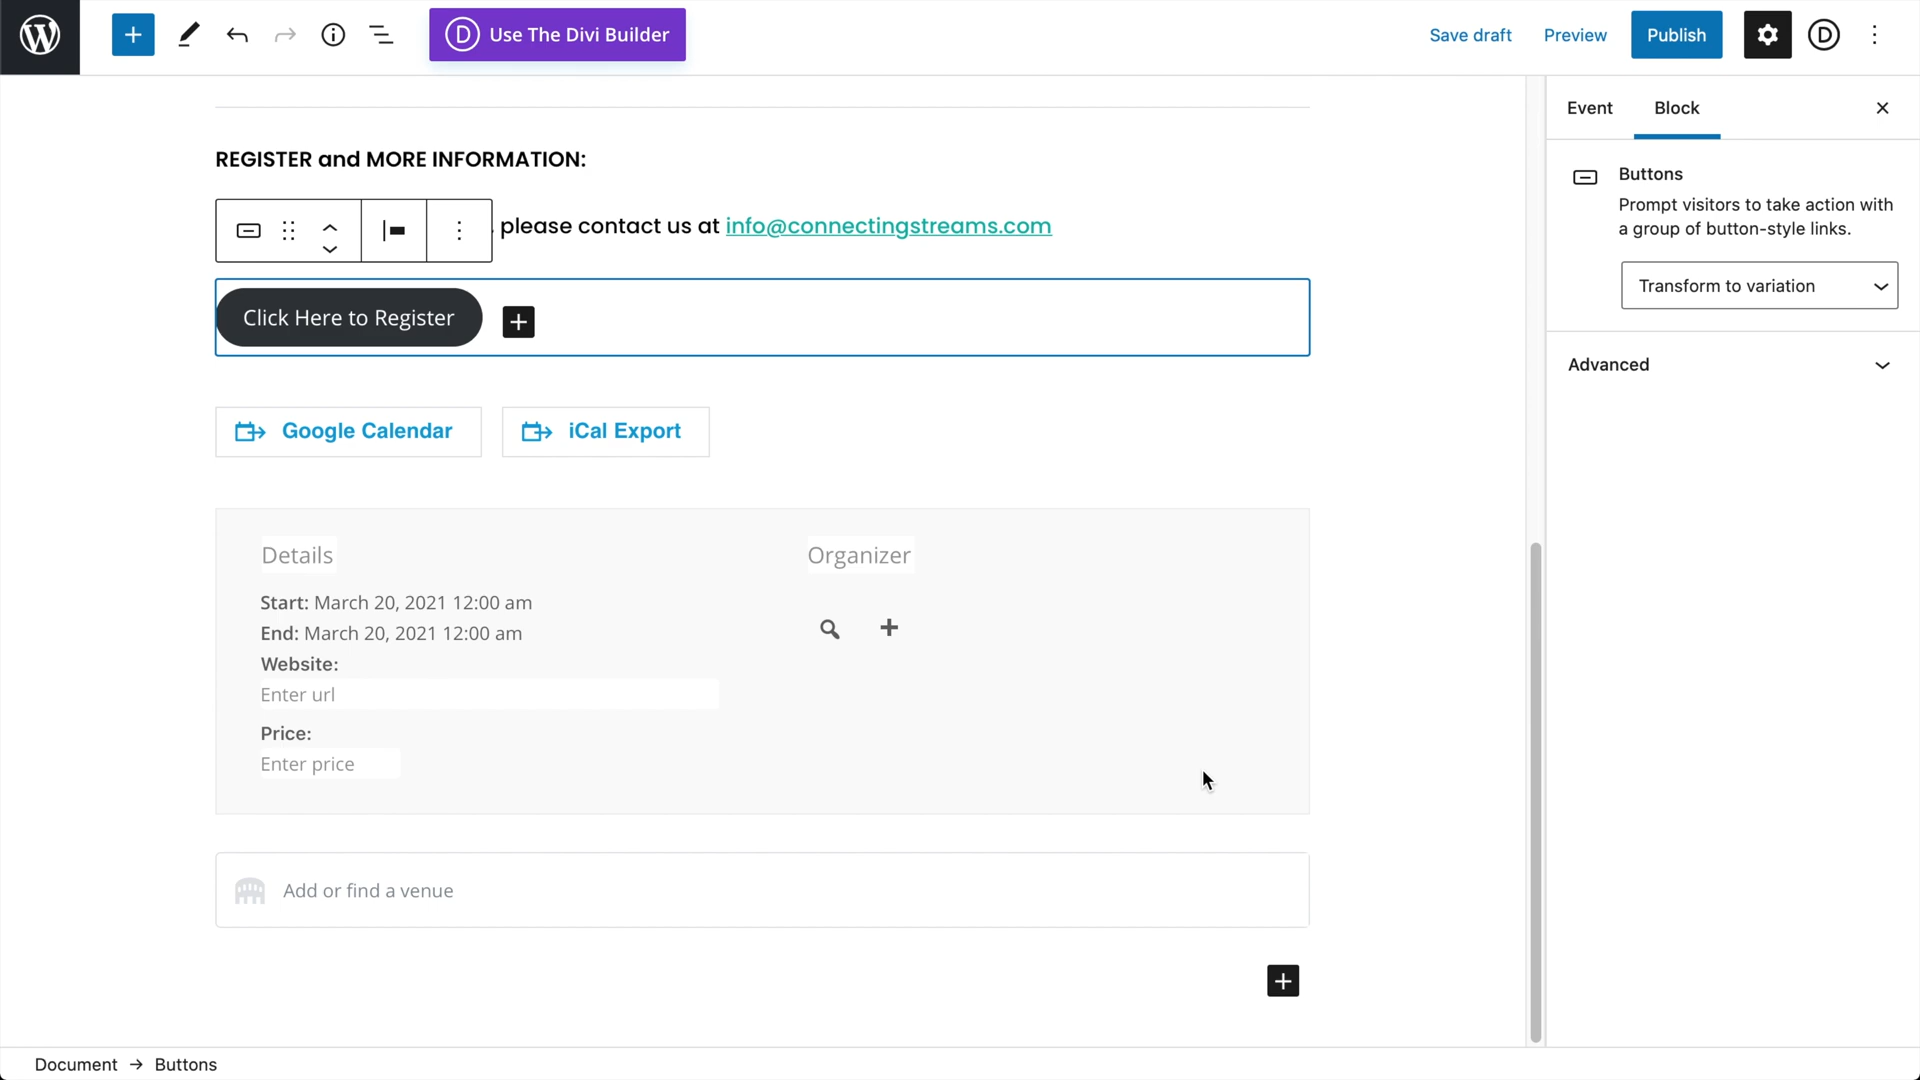 Use The Divi Builder
Save draft
Preview
Publish
Event
Block
REGISTER and MORE INFORMATION:
please contact us at info@connectingstreams.com
Click Here to Register
Google Calendar
iCal Export
Details
Start: March 20, 2021 12:00 am
End: March 20, 2021 12:00 am
Website:
Enter url
Price:
Enter price
Organizer
Add or find a venue
Buttons
Prompt visitors to take action with
a group of button-style links.
Transform to variation
Advanced
Document → Buttons